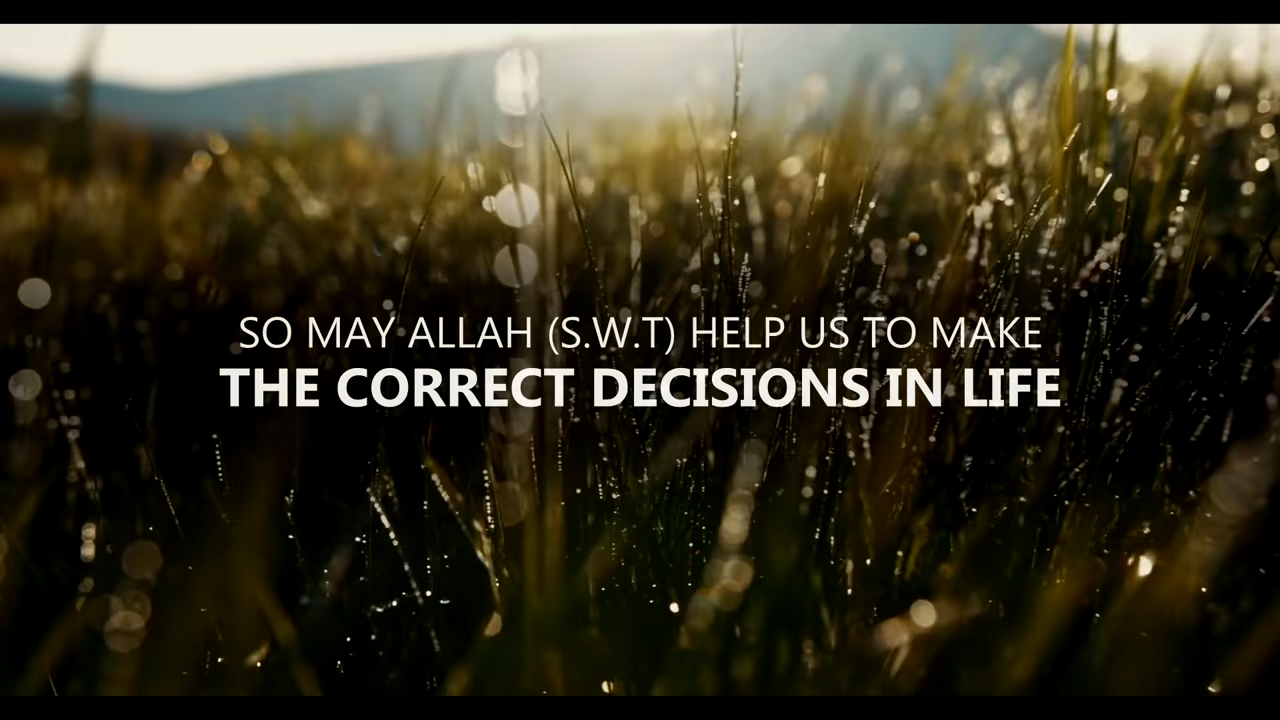 SO MAY ALLAH (S.W.T) HELP US TO MAKE
THE CORRECT DECISIONS IN LIFE